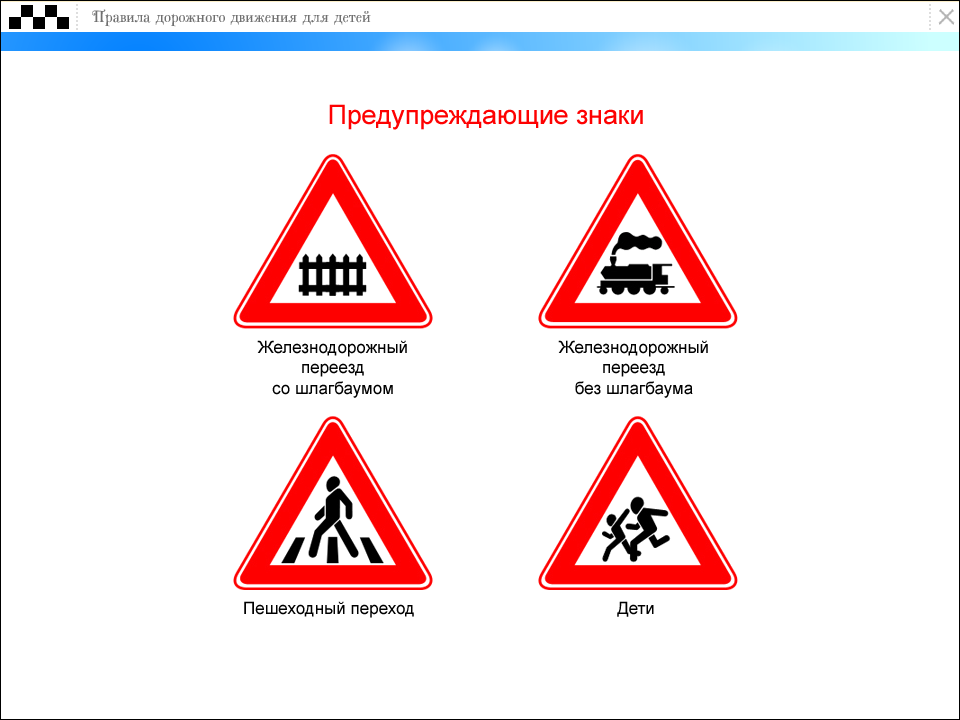 Правила дорожного движения для детей
Предупреждающие знаки
Железнодорожный
переезд
со шлагбаумом
Железнодорожный
переезд
без шлагбаума
Пешеходный переход
Дети